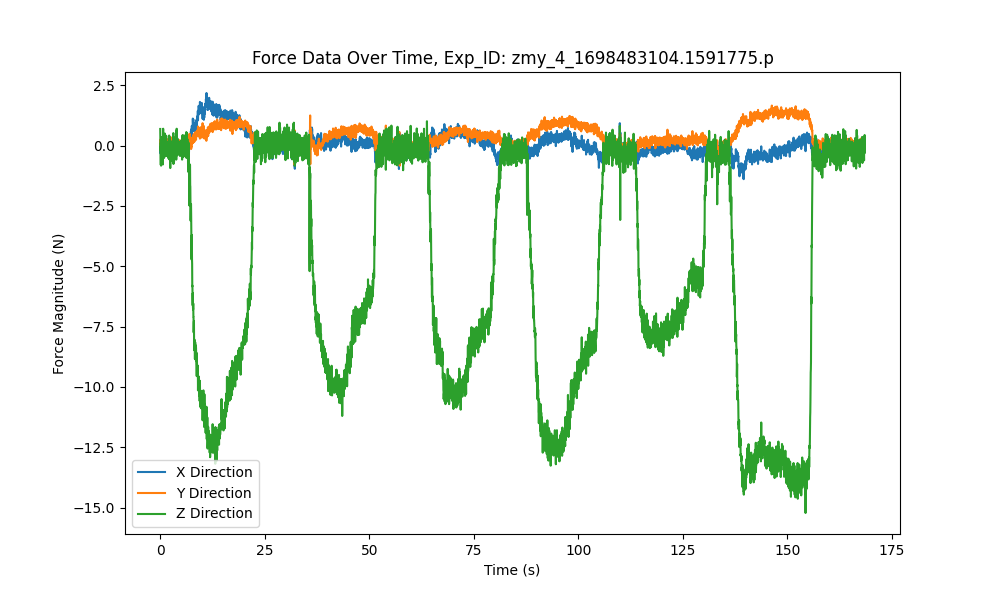 Force Data Over Time, Exp_ID: zmy_4_1698483104.1591775.p
2.5
0.0
−2.5
−5.0
−7.5
−10.0
−12.5
−15.0
Force Magnitude (N)
X Direction
Y Direction
Z Direction
0 25 50 75 100 125 150 175
Time (s)